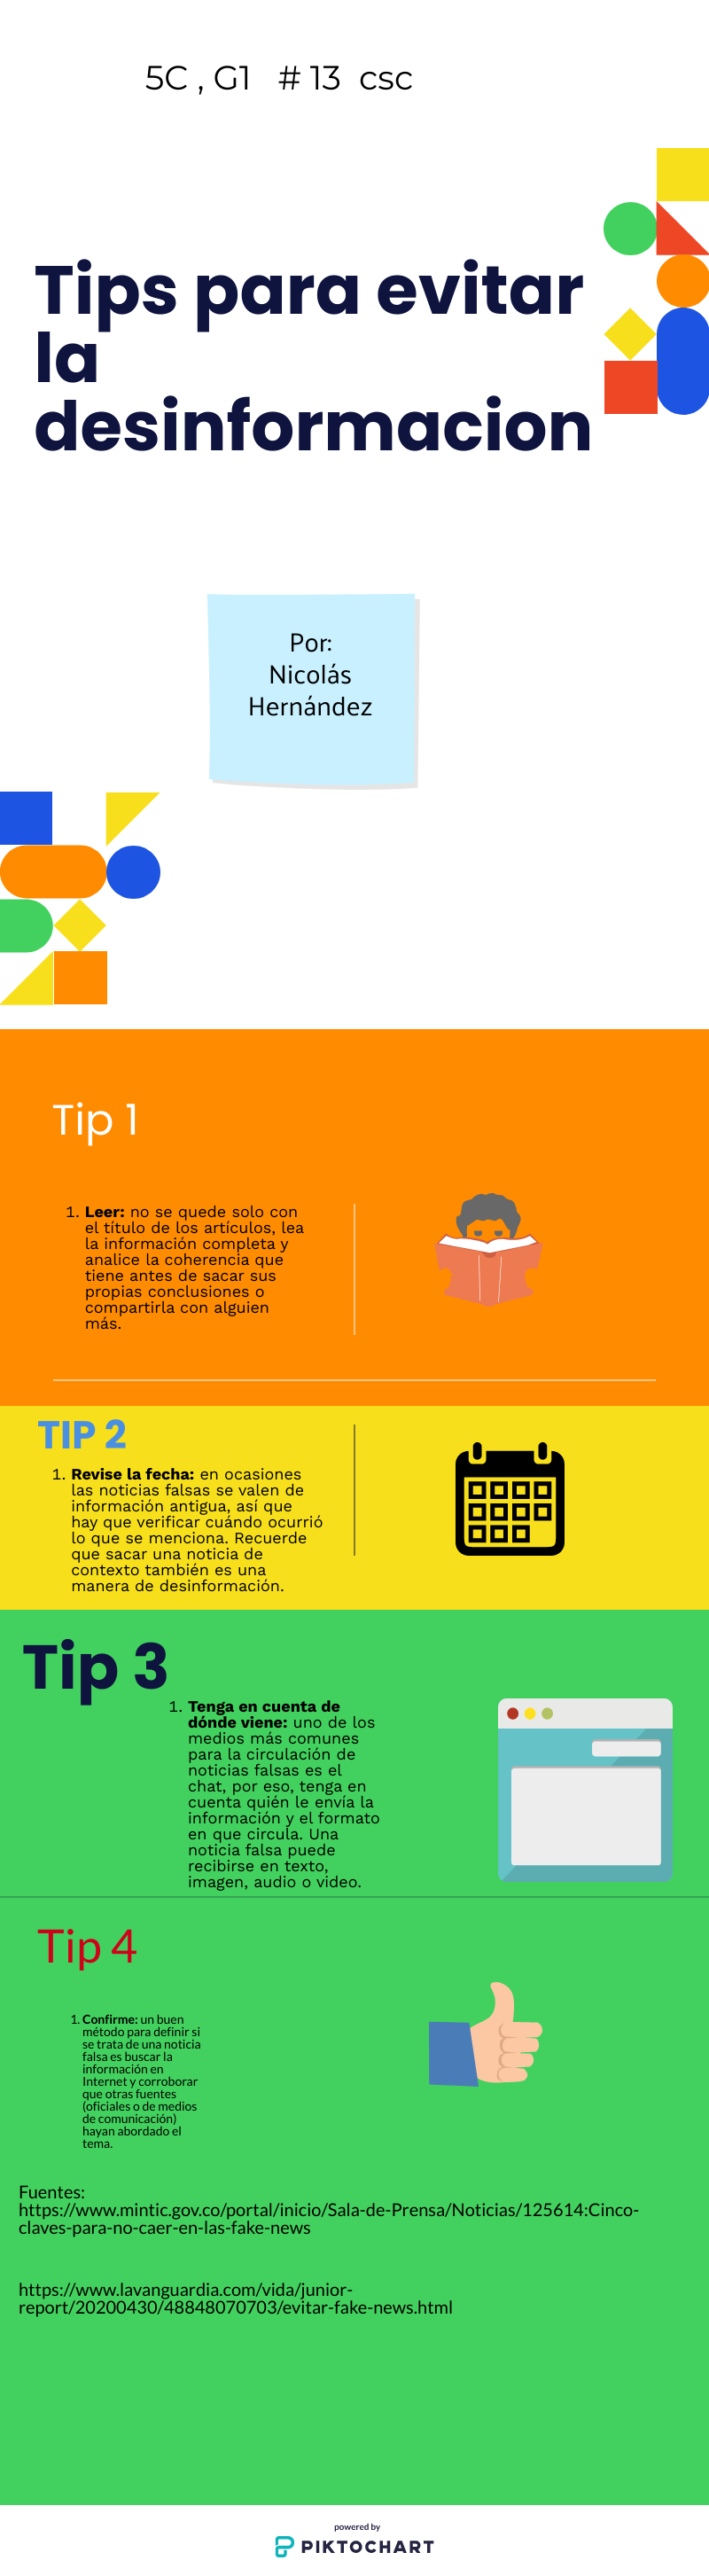 5C , G1 # 13 csc
Tips para evitar
la
desinformacion
Por:
Nicolás
Hernández
Tip 1
1. Leer: no se quede solo con
el título de los artículos, lea
la información completa y
analice la coherencia que
tiene antes de sacar sus
propias conclusiones o
compartirla con alguien
más.
TIP 2
1. Revise la fecha: en ocasiones
las noticias falsas se valen de
información antigua, así que
hay que verificar cuándo ocurrió
lo que se menciona. Recuerde
que sacar una noticia de
contexto también es una
manera de desinformación.
Tip 3
1. Tenga en cuenta de
dónde viene: uno de los
medios más comunes
para la circulación de
noticias falsas es el
chat, por eso, tenga en
cuenta quién le envía la
información y el formato
en que circula. Una
noticia falsa puede
recibirse en texto,
imagen, audio o video.
Tip 4
1. Confirme: un buen
método para definir si
se trata de una noticia
falsa es buscar la
información en
Internet y corroborar
que otras fuentes
(oficiales o de medios
de comunicación)
hayan abordado el
tema.
Fuentes:
https://www.mintic.gov.co/portal/inicio/Sala-de-Prensa/Noticias/125614:Cinco-
claves-para-no-caer-en-las-fake-news
https://www.lavanguardia.com/vida/junior-
report/20200430/48848070703/evitar-fake-news.html
powered by
PIKTOCHART